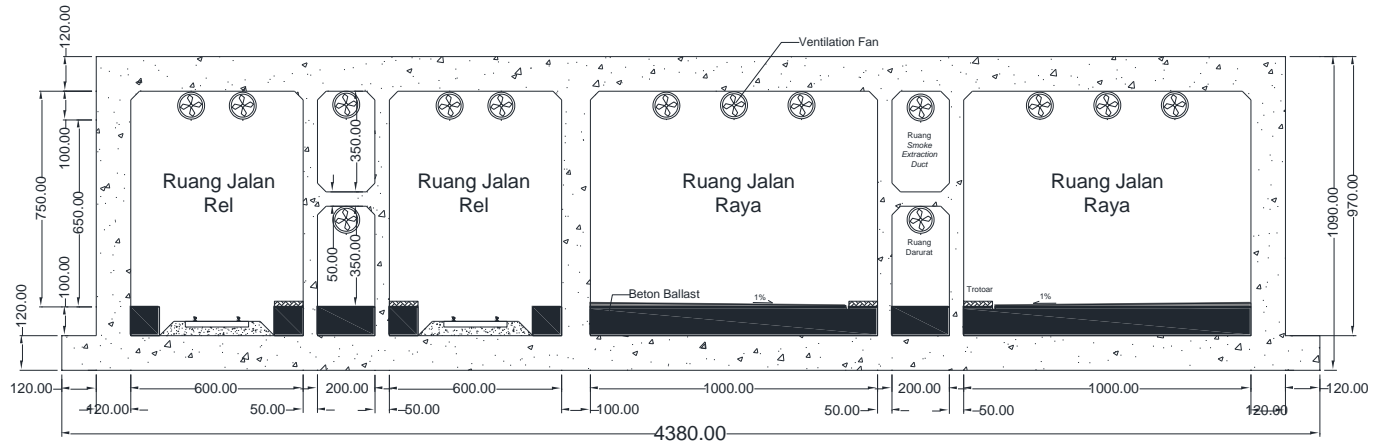 Ventilation Fan
120.00
750.00
100.00
650.00
100.00
120.00
350.00
50.00
350.00
Ruang Jalan
Rel
Ruang Jalan
Rel
Ruang Jalan
Raya
Ruang
Smoke
Extraction
Duct
Ruang
Darurat
Ruang Jalan
Raya
Beton Ballast
1%
Trotoar
1%
1090.00
970.00
120.00
600.00
200.00
600.00
1000.00
200.00
1000.00
120.00
120.00
50.00
50.00
100.00
50.00
50.00
120.00
4380.00